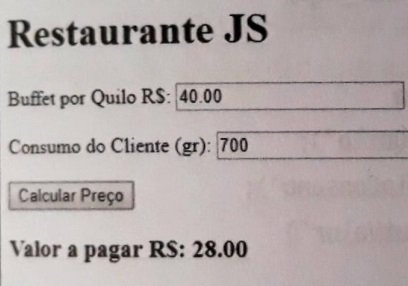 Restaurante JS
Buffet por Quilo R$: 40.00
Consumo do Cliente (gr): 700
Calcular Preço
Valor a pagar R$: 28.00